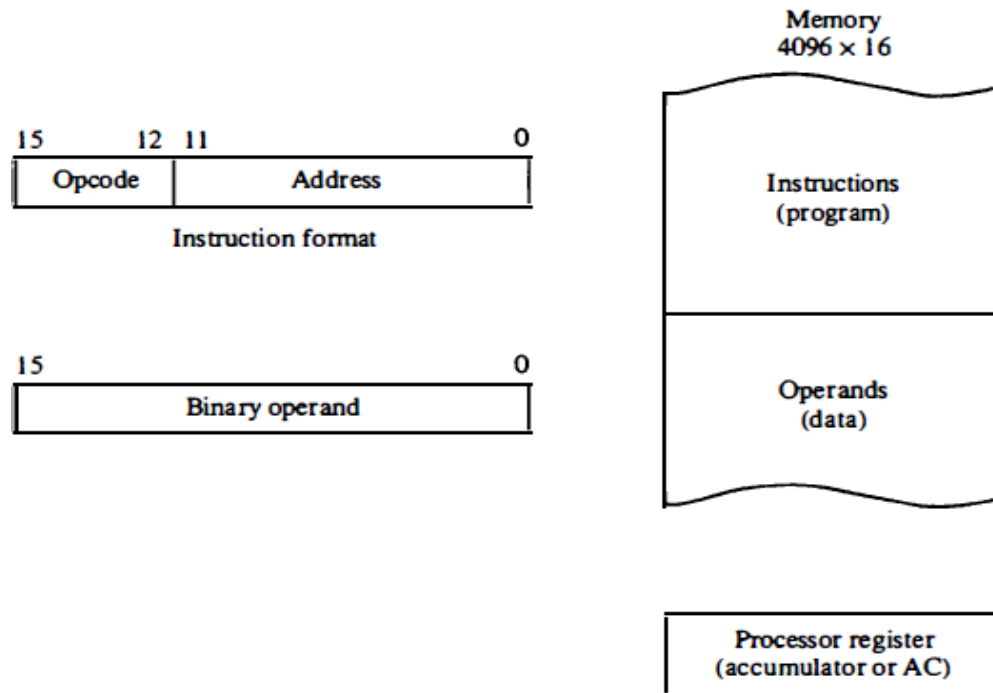 Memory
4096 × 16
15 12 11 0
Opcode Address
Instruction format
Instructions
(program)
15 0
Binary operand
Operands
(data)
Processor register
(accumulator or AC)